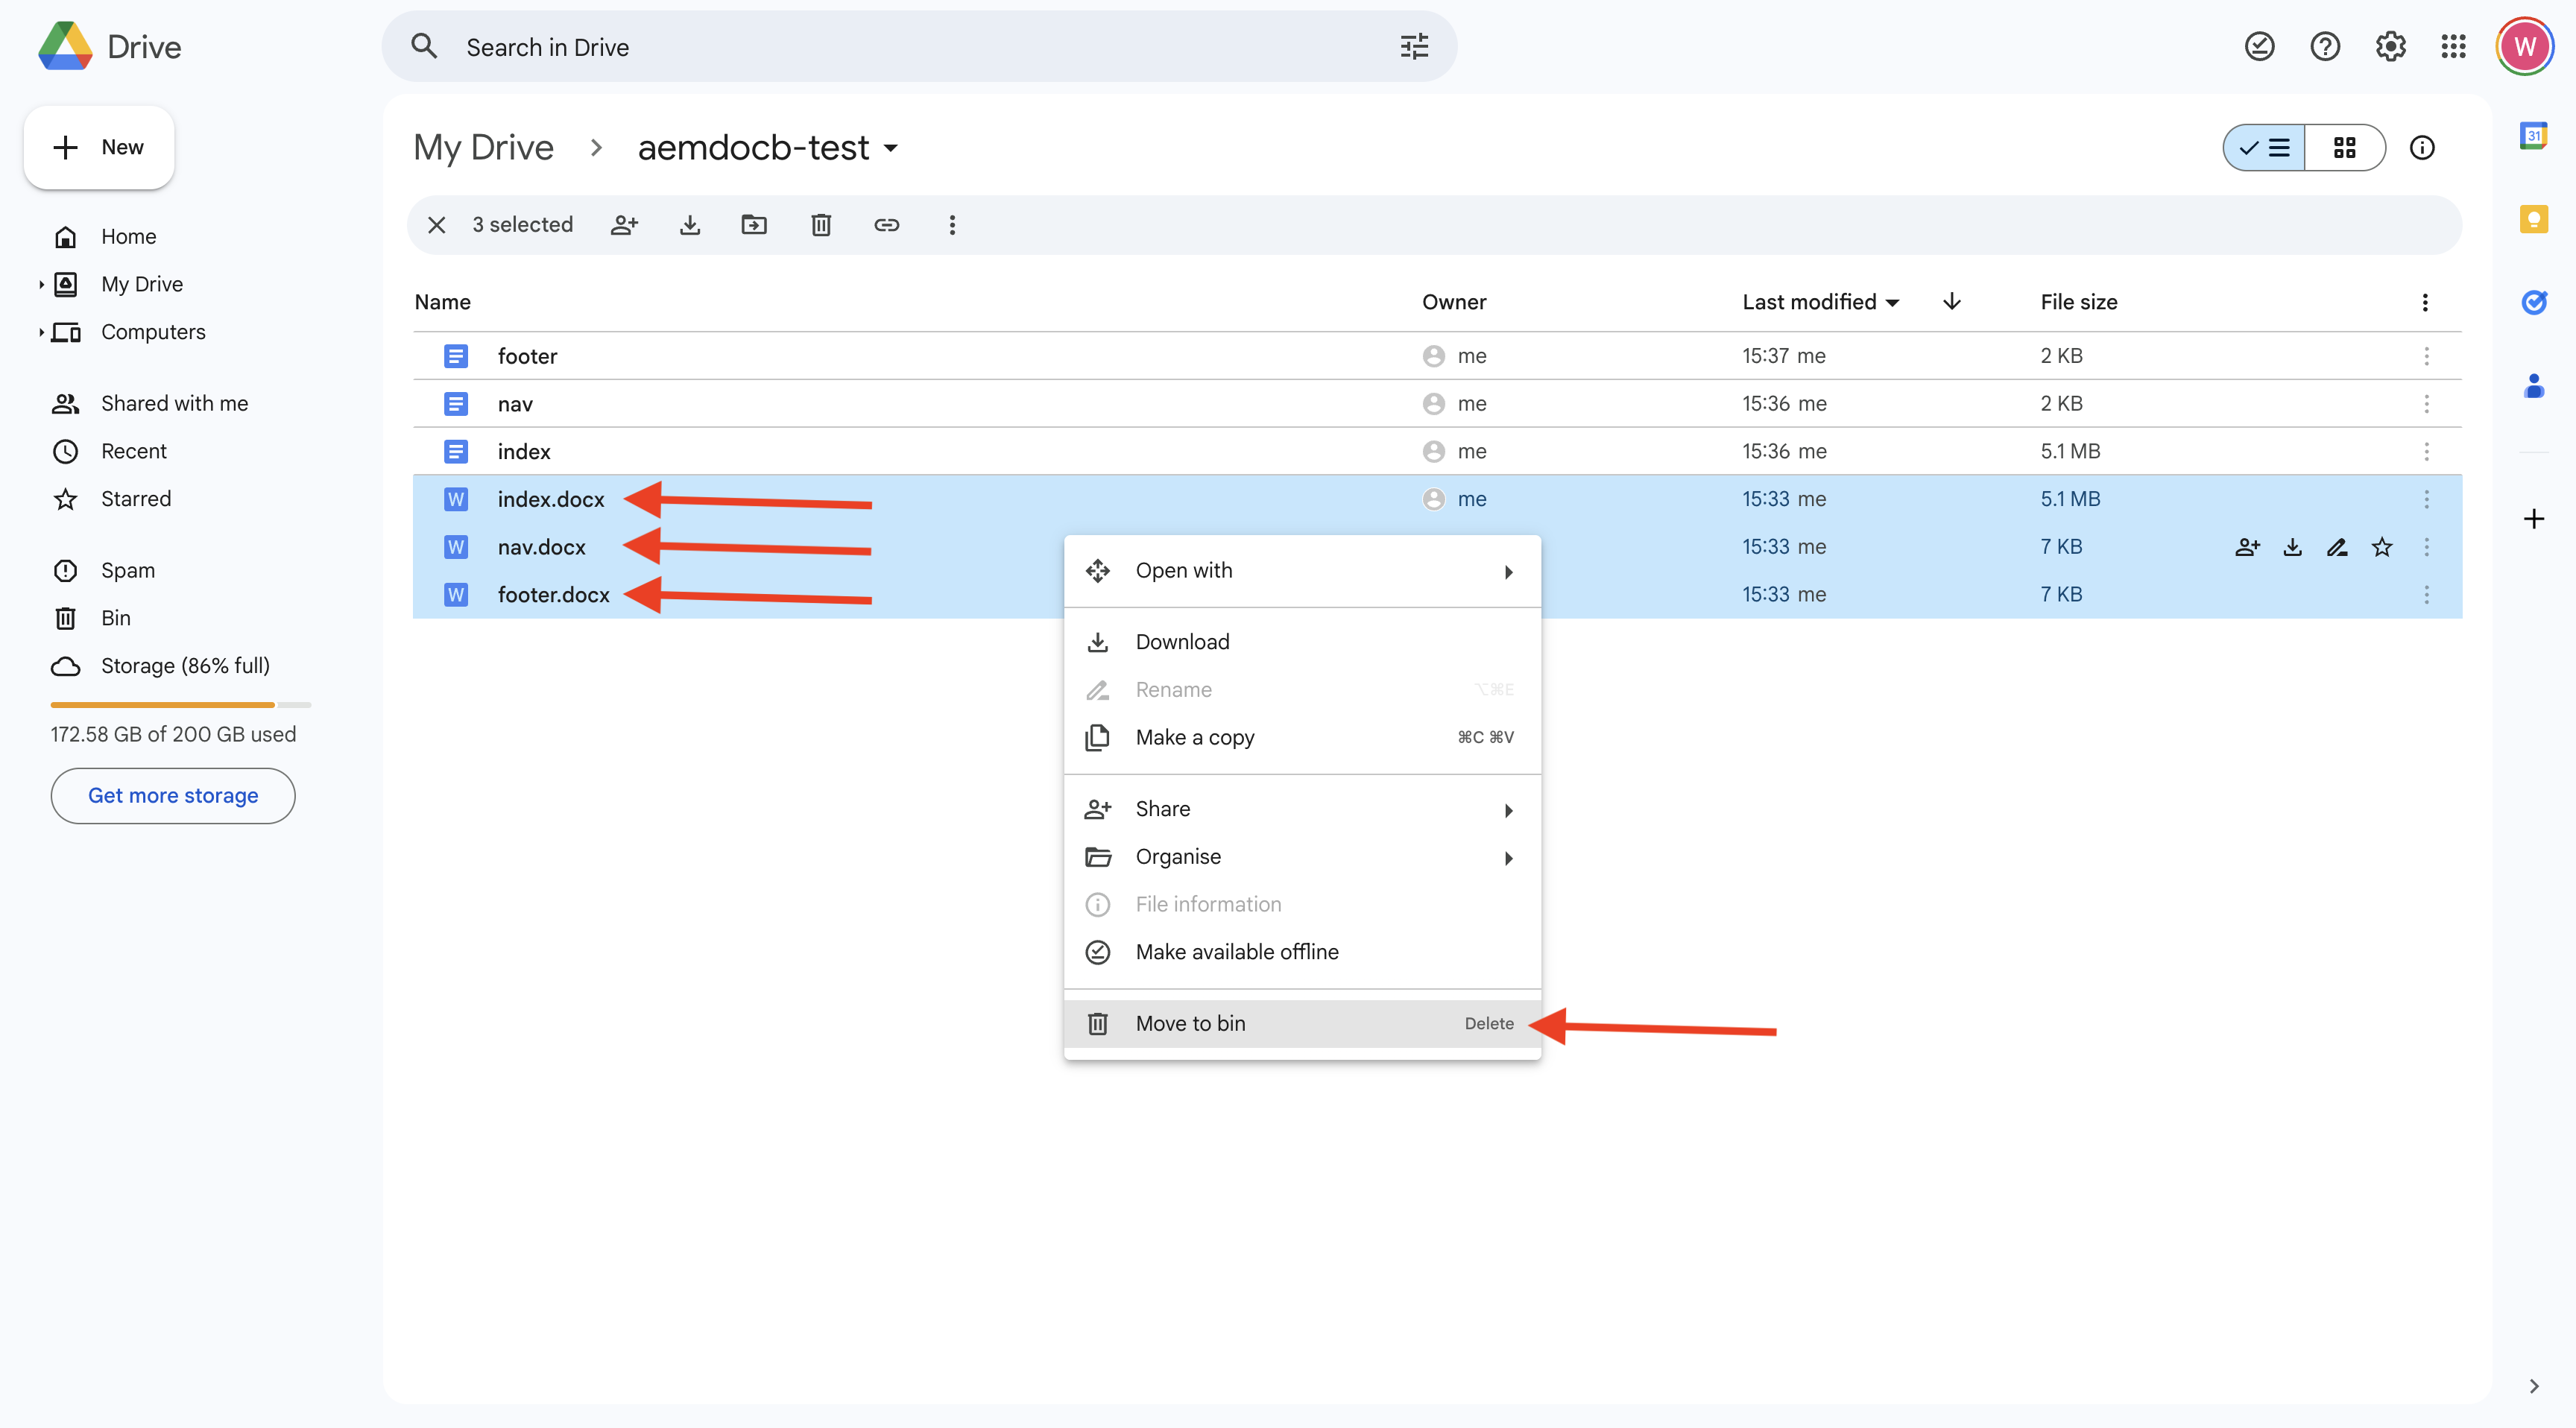 Drive
Search in Drive
W
New
My Drive
aemdocb-test
31
3 selected
Home
My Drive
Computers
Shared with me
Recent
Starred
Spam
Bin
Storage (86% full)
172.58 GB of 200 GB used
Get more storage
Name Owner Last modified File size
footer me 15:37 me 2 KB
nav me 15:36 me 2 KB
index me 15:36 me 5.1 MB
W index.docx me 15:33 me 5.1 MB
W nav.docx 15:33 me 7 KB
W footer.docx 15:33 me 7 KB
Open with
Download
Rename ⌥⌘E
Make a copy ⌘C ⌘V
Share
Organise
File information
Make available offline
Move to bin Delete